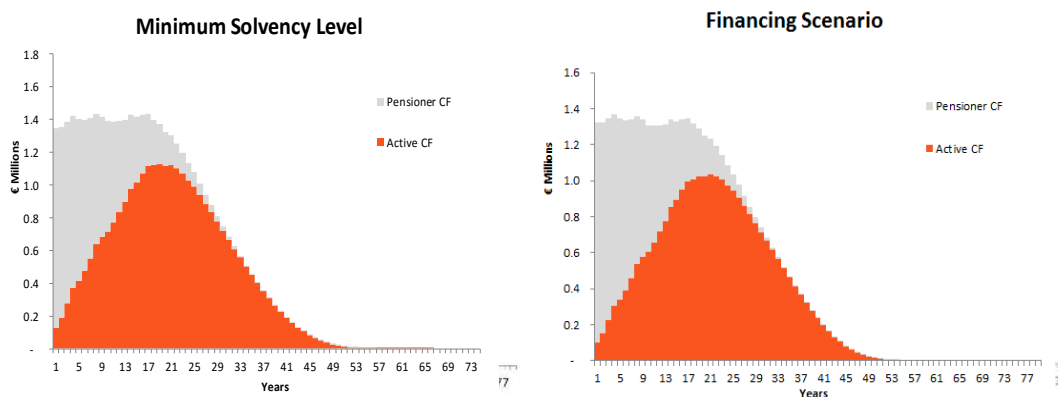 Minimum Solvency Level
1.8
1.6
1.4
1.2
1.0
0.8
0.6
0.4
0.2
-
€ Millions
Pensioner CF
Active CF
1 5 9 13 17 21 25 29 33 37 41 45 49 53 57 61 65 69 73
77
Years
Financing Scenario
1.6
1.4
1.2
1.0
0.8
0.6
0.4
0.2
-
€ Millions
Pensioner CF
Active CF
1 5 9 13 17 21 25 29 33 37 41 45 49 53 57 61 65 69 73 77
Years